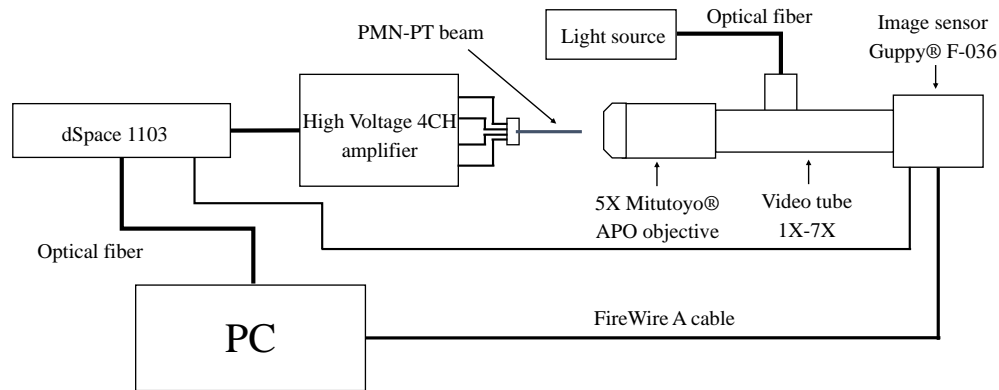 Optical fiber
Image sensor
Guppy® F-036
PMN-PT beam
Light source
High Voltage 4CH
amplifier
dSpace 1103
5X Mitutoyo®
APO objective
Video tube
1X-7X
Optical fiber
FireWire A cable
PC